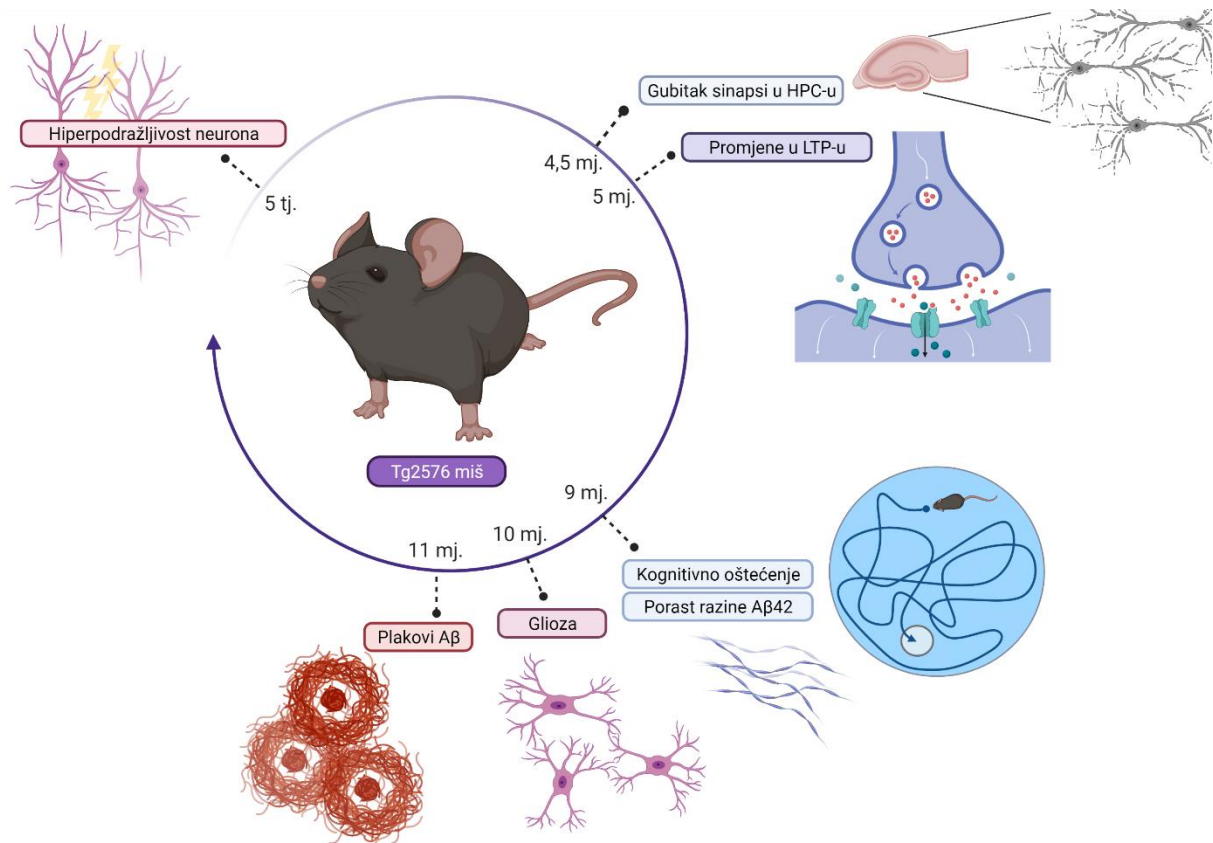 Hiperpodražljivost neurona
5 tj.
Gubitak sinapsi u HPC-u
4,5 mj.
Promjene u LTP-u
5 mj.
Tg2576 miš
9 mj.
Kognitivno oštećenje
Porast razine Aβ42
10 mj.
Glioza
11 mj.
Plakovi Aβ